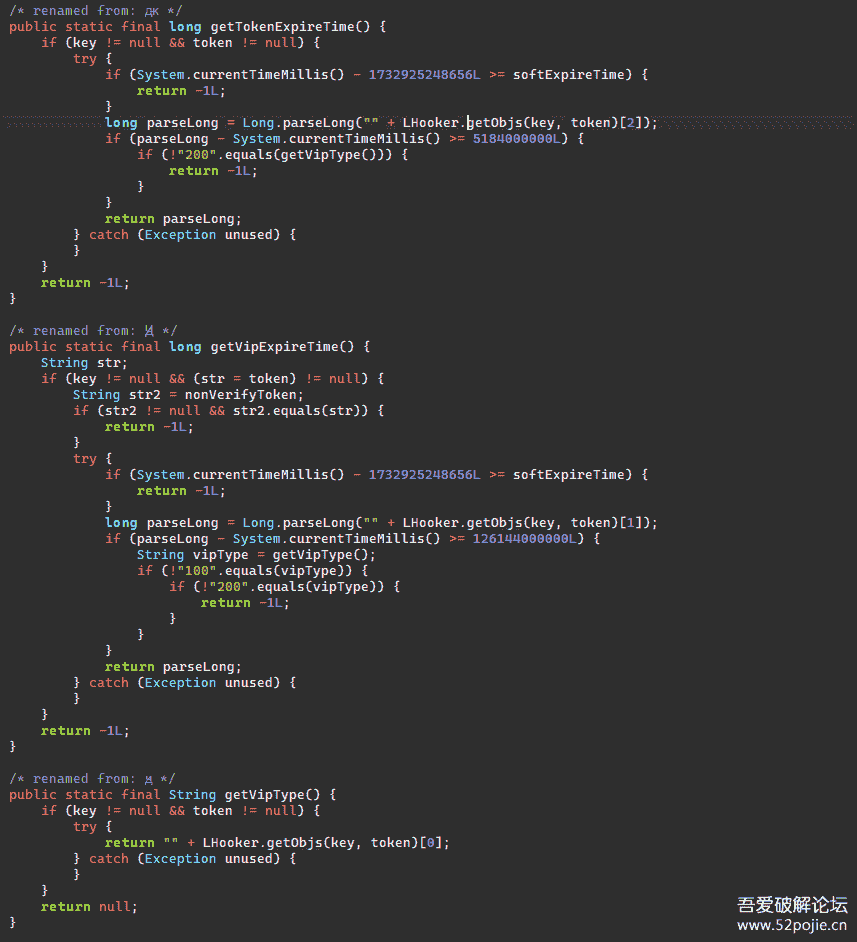 /* renamed from: дк */
public static final long getTokenExpireTime() {
    if (key != null && token != null) {
        try {
            if (System.currentTimeMillis() - 1732925248656L >= softExpireTime) {
                return -1L;
            }
            long parseLong = Long.parseLong("" + LHooker.getObjs(key, token)[2]);
            if (parseLong - System.currentTimeMillis() >= 5184000000L) {
                if (!"200".equals(getVipType())) {
                    return -1L;
                }
            }
            return parseLong;
        } catch (Exception unused) {
        }
    }
    return -1L;
}
/* renamed from: */
public static final long getVipExpireTime() {
    String str;
    if (key != null && (str = token) != null) {
        String str2 = nonVerifyToken;
        if (str2 != null && str2.equals(str)) {
            return -1L;
        }
        try {
            if (System.currentTimeMillis() - 1732925248656L >= softExpireTime) {
                return -1L;
            }
            long parseLong = Long.parseLong("" + LHooker.getObjs(key, token)[1]);
            if (parseLong - System.currentTimeMillis() >= 126144000000L) {
                String vipType = getVipType();
                if (!"100".equals(vipType)) {
                    if (!"200".equals(vipType)) {
                        return -1L;
                    }
                }
            }
            return parseLong;
        } catch (Exception unused) {
        }
    }
    return -1L;
}
/* renamed from: */
public static final String getVipType() {
    if (key != null && token != null) {
        try {
            return "" + LHooker.getObjs(key, token)[0];
        } catch (Exception unused) {
        }
    }
    return null;
}
吾爱破解论坛
www.52pojie.cn